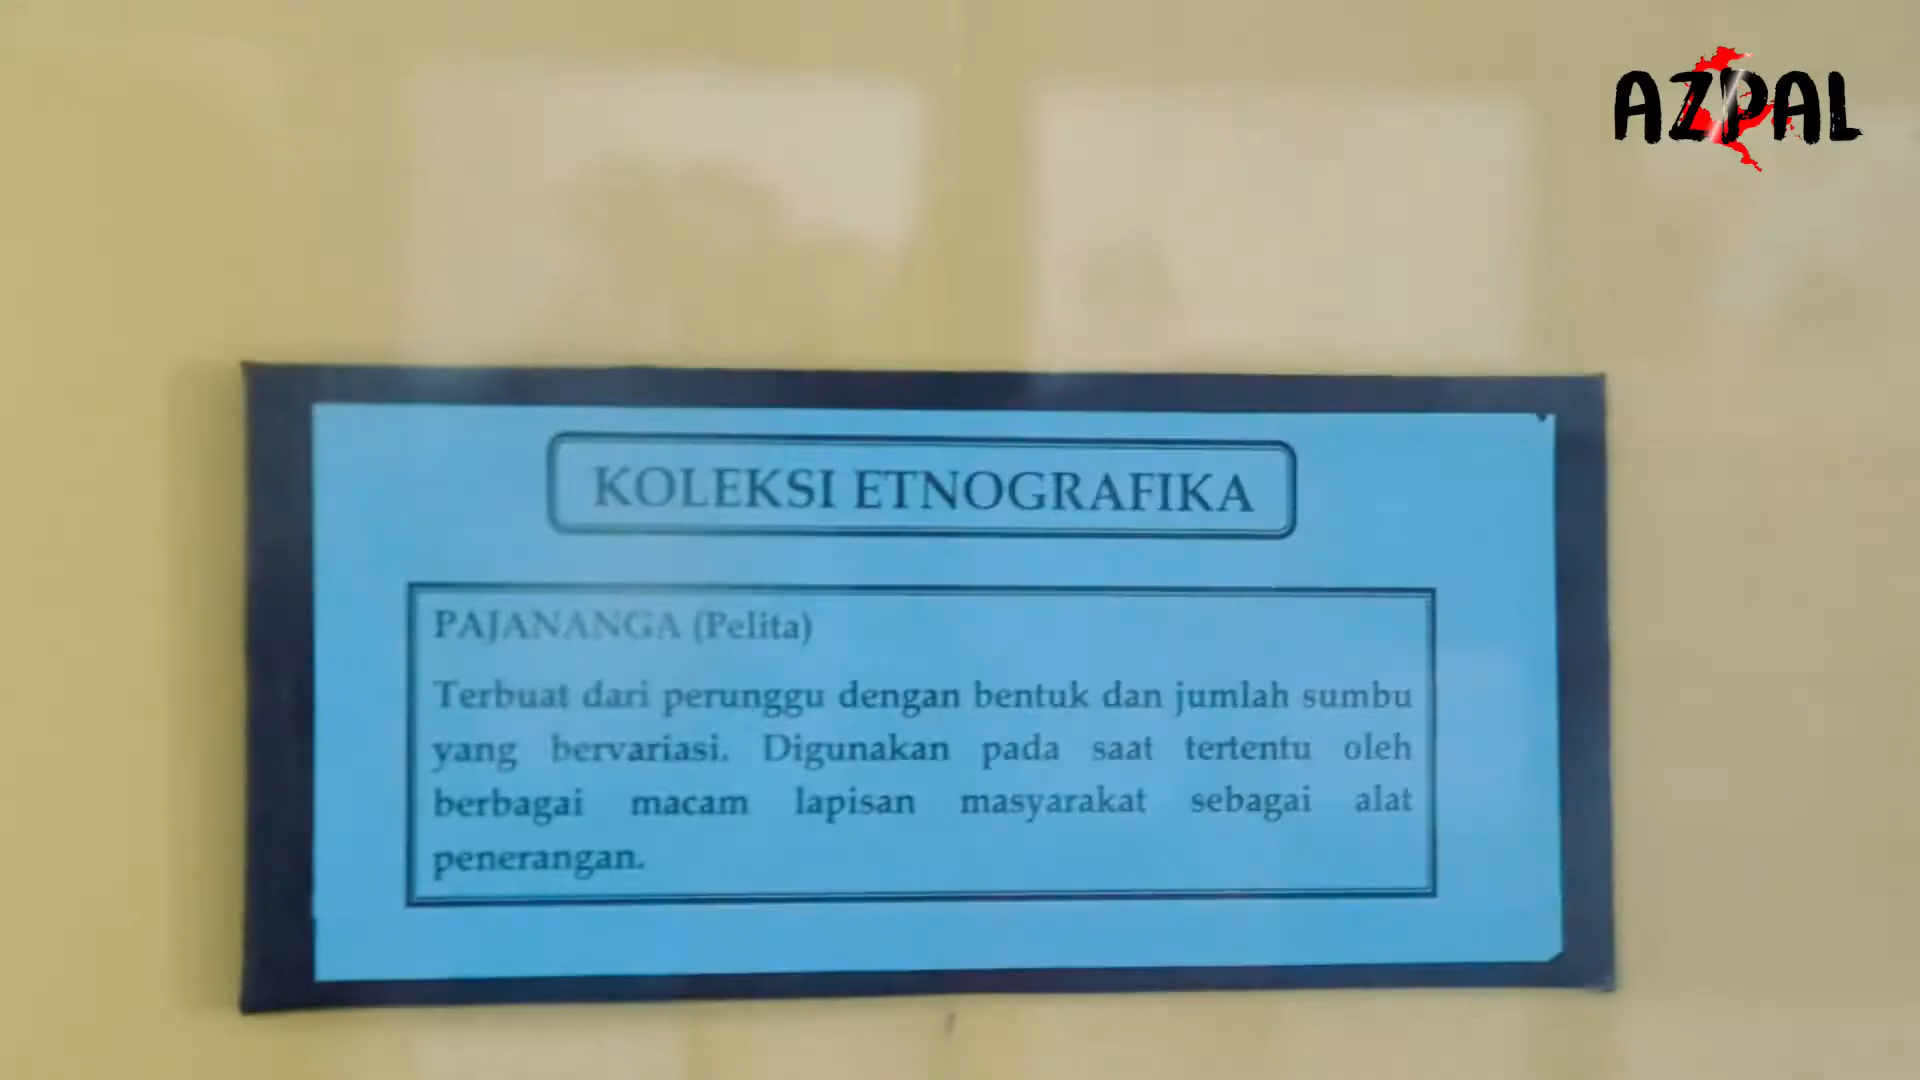 AZPAL
KOLEKSI ETNOGRAFIKA
PAJANANGA (Pelita)
Terbuat dari perunggu dengan bentuk dan jumlah sumbu
yang bervariasi. Digunakan pada saat tertentu oleh
berbagai macam lapisan masyarakat sebagai alat
penerangan.